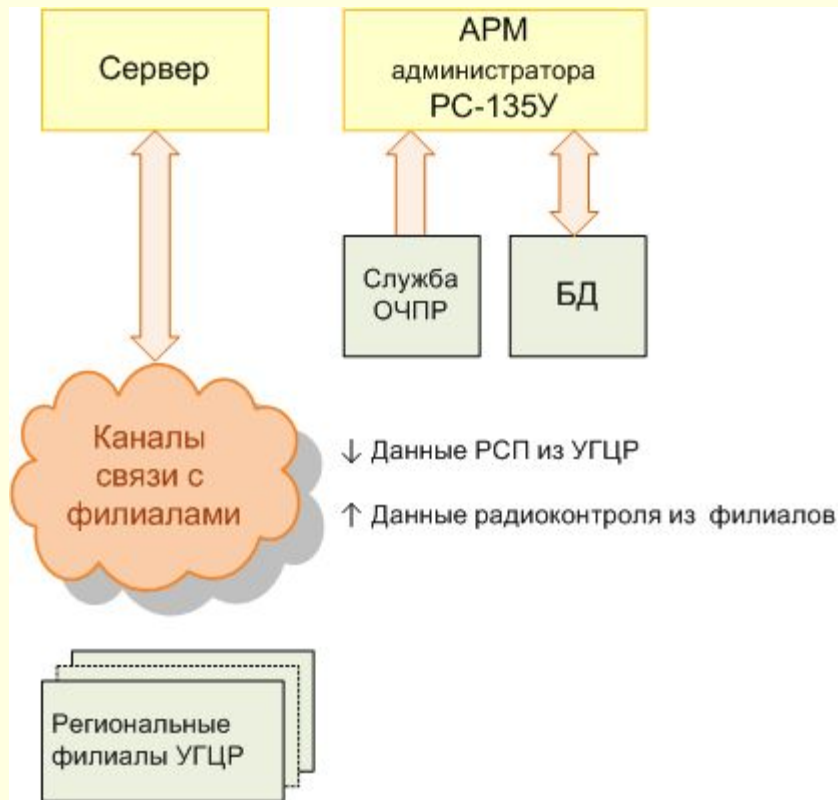 Сервер
АРМ
администратора
РС-135У
Служба
ОЧПР
БД
Каналы
связи с
филиалами
↓ Данные РСП из УГЦР
↑ Данные радиоконтроля из филиалов
Региональные
филиалы УГЦР